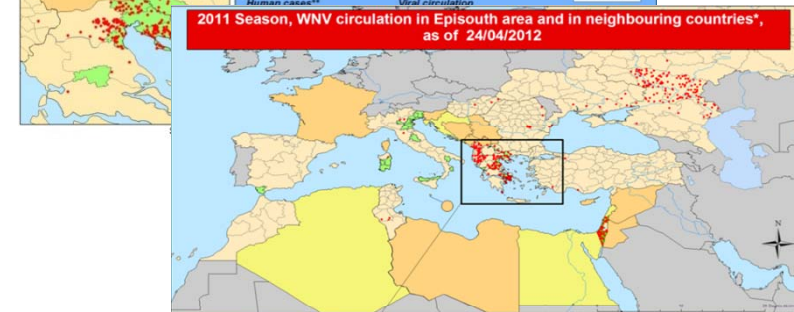 Human cases** Viral circulation
2011 Season, WNV circulation in Episouth area and in neighbouring countries*,
as of 24/04/2012
N